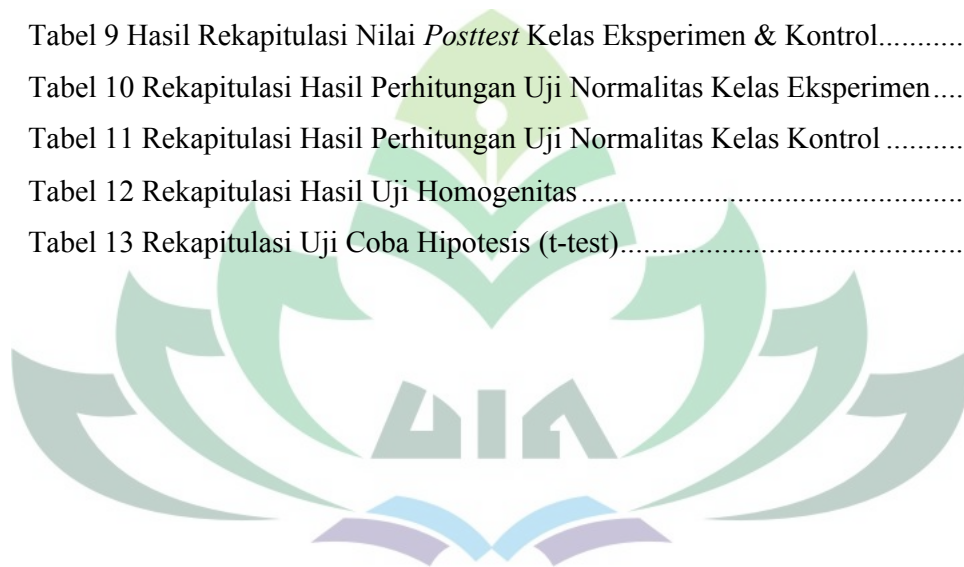 Tabel 9 Hasil Rekapitulasi Nilai Posttest Kelas Eksperimen & Kontrol...........
Tabel 10 Rekapitulasi Hasil Perhitungan Uji Normalitas Kelas Eksperimen....
Tabel 11 Rekapitulasi Hasil Perhitungan Uji Normalitas Kelas Kontrol ..........
Tabel 12 Rekapitulasi Hasil Uji Homogenitas.................................................
Tabel 13 Rekapitulasi Uji Coba Hipotesis (t-test)............................................
UIN